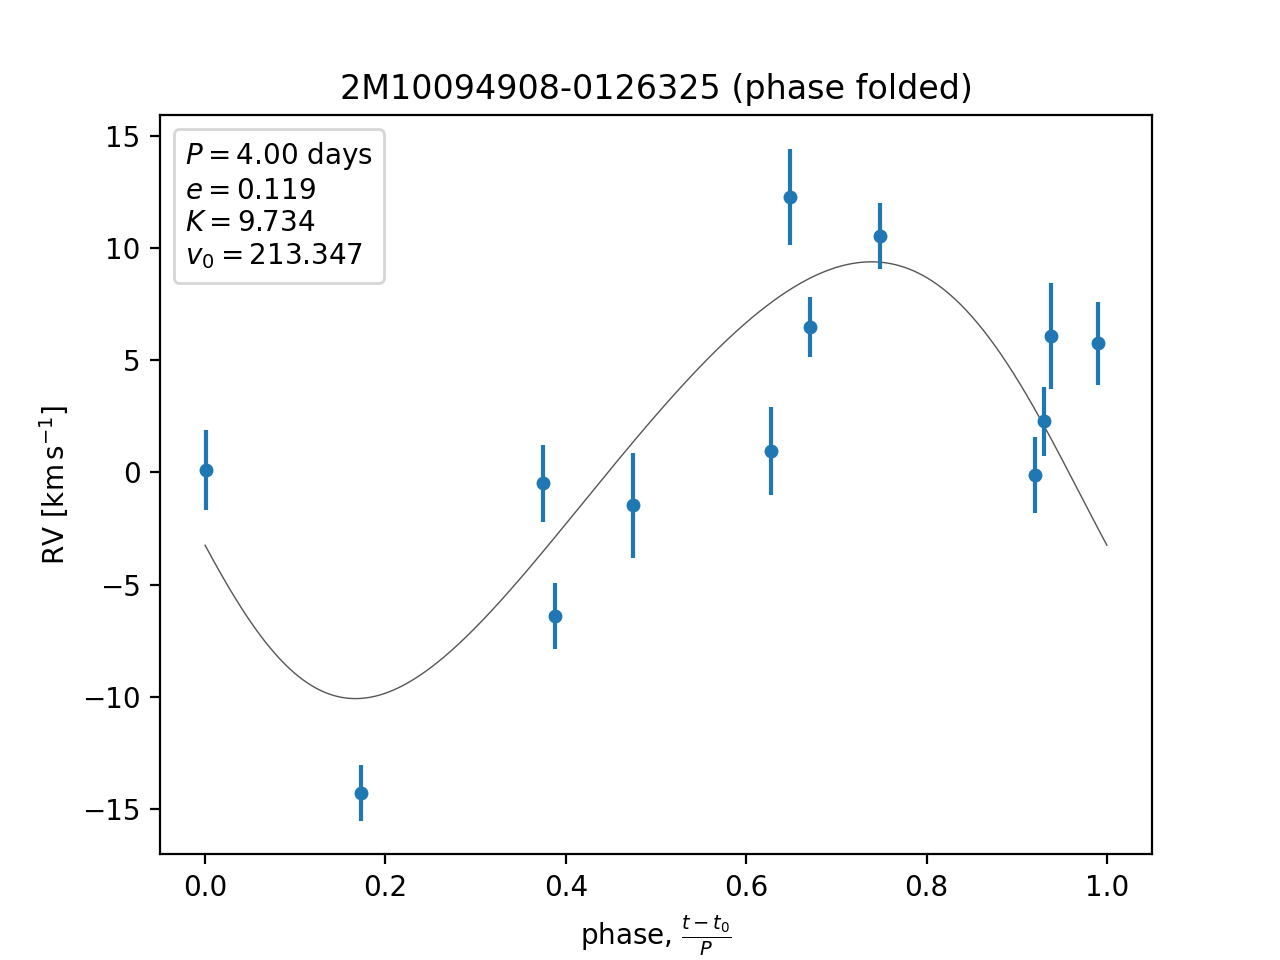 2M10094908-0126325 (phase folded)
P = 4.00 days
e = 0.119
K = 9.734
v₀ = 213.347
RV [km s⁻¹]
15
10
5
0
−5
−10
−15
0.0 0.2 0.4 0.6 0.8 1.0
phase, (t − t₀)/P